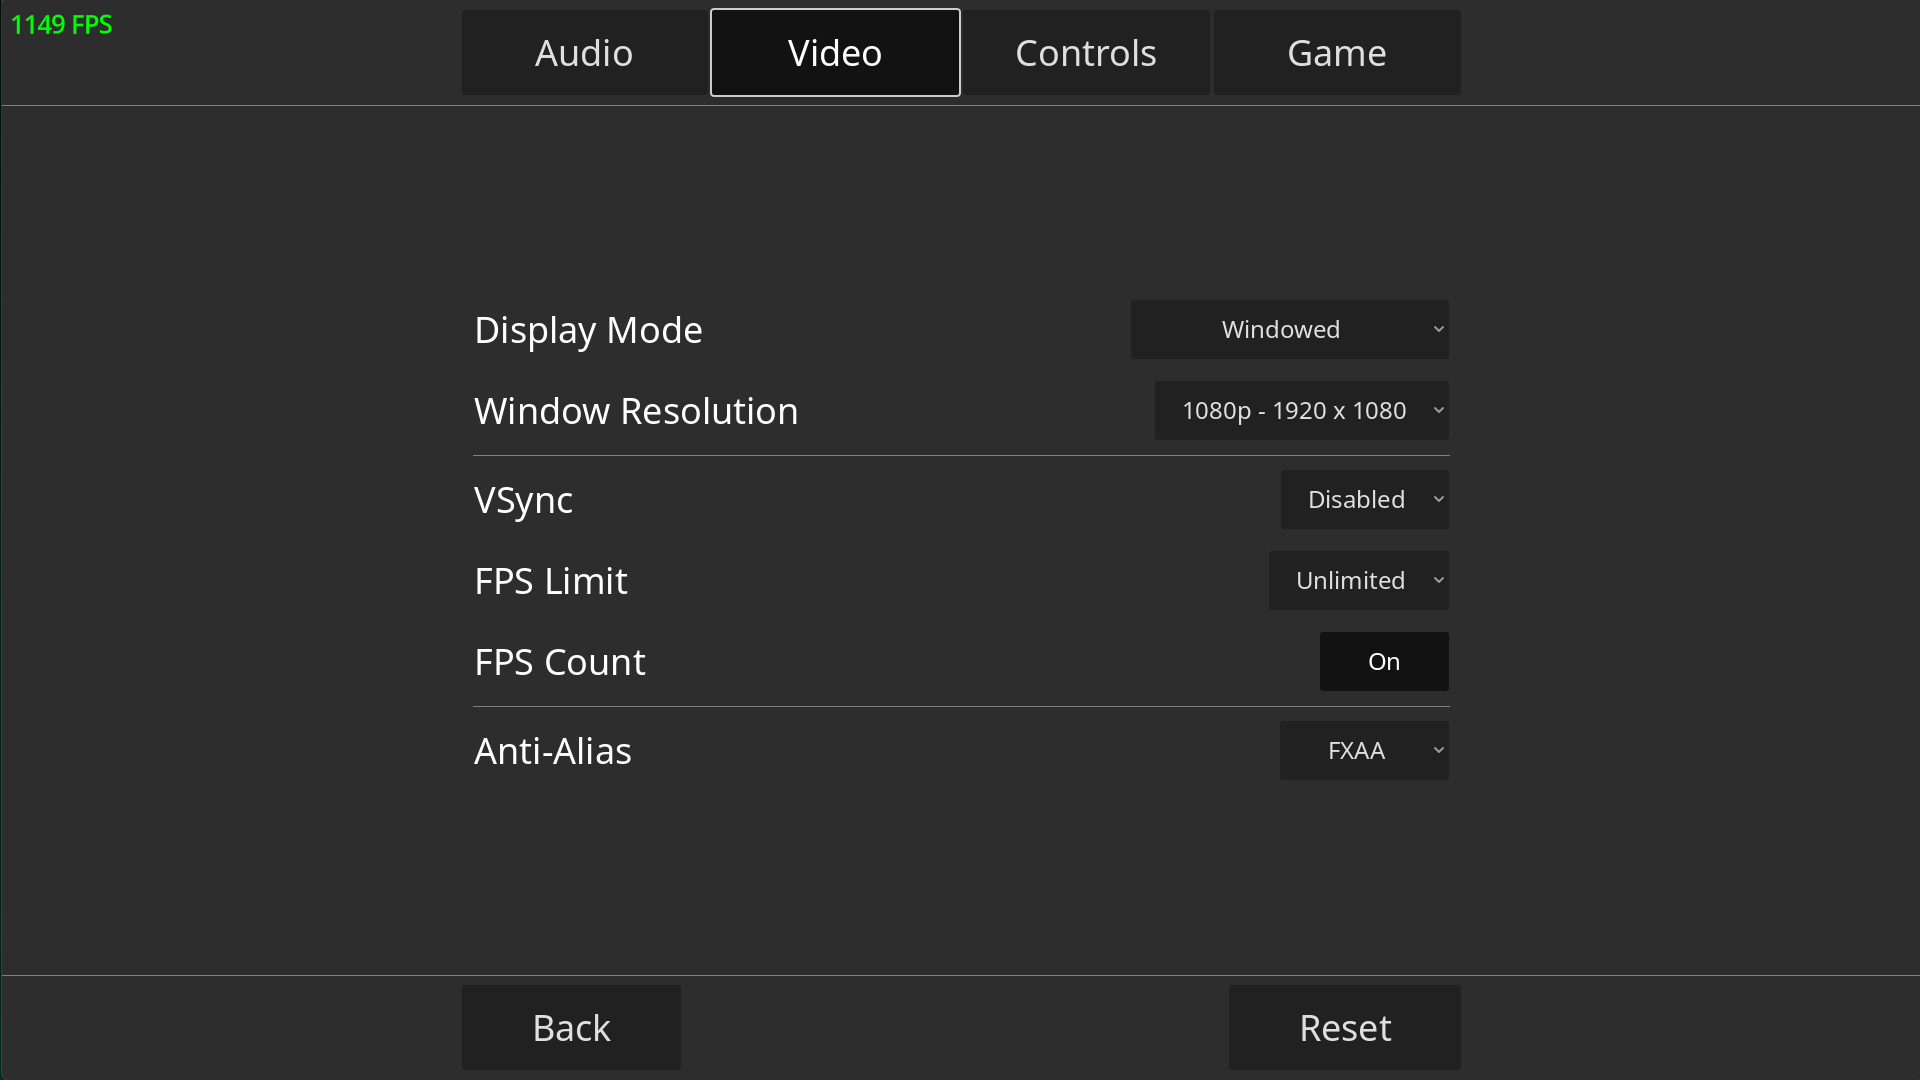 1149 FPS
Audio
Video
Controls
Game
Display Mode
Windowed
Window Resolution
1080p - 1920 x 1080
VSync
Disabled
FPS Limit
Unlimited
FPS Count
On
Anti-Alias
FXAA
Back
Reset